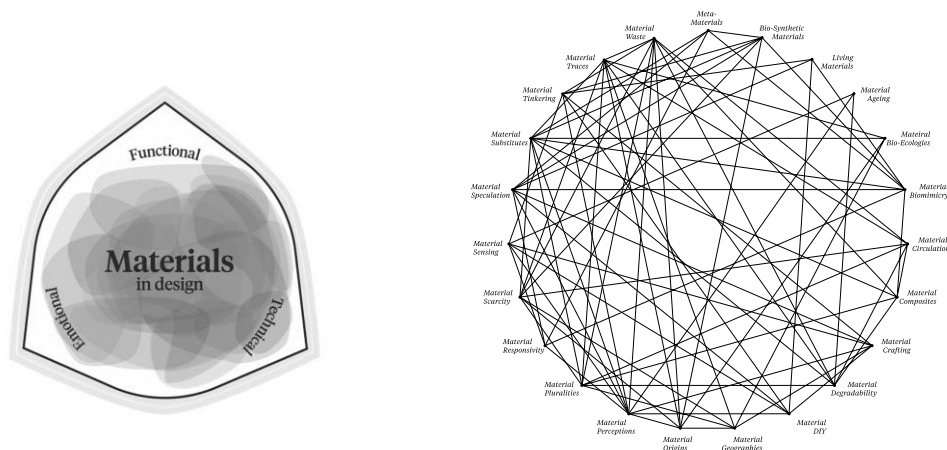 Functional
Materials
in design
Emotional
Technical
Meta-
Materials
Bio-Synthetic
Materials
Living
Materials
Material
Ageing
Mateiral
Bio-Ecologies
Material
Biomimicry
Material
Circulation
Material
Composites
Material
Crafting
Material
Degradability
Material
DIY
Material
Geographies
Material
Origins
Material
Perceptions
Material
Pluralities
Material
Responsivity
Material
Scarcity
Material
Sensing
Material
Speculation
Material
Substitutes
Material
Tinkering
Material
Traces
Material
Waste